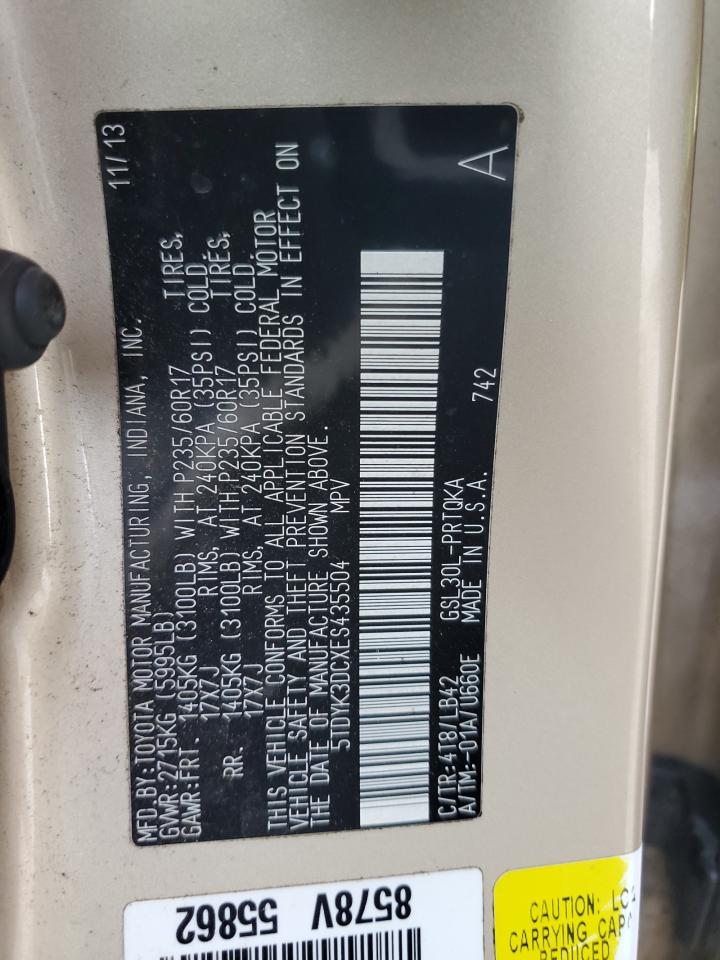 MFD.BY:TOYOTA MOTOR MANUFACTURING, INDIANA, INC. 11/13
GVWR:2715KG (5995LB)
GAWR:FRT. 1405KG (3100LB) WITH P235/60R17 TIRES,
17X7J RIMS, AT 240KPA (35PSI) COLD.
RR. 1405KG (3100LB) WITH P235/60R17 TIRES,
17X7J RIMS, AT 240KPA (35PSI) COLD.
THIS VEHICLE CONFORMS TO ALL APPLICABLE FEDERAL MOTOR
VEHICLE SAFETY AND THEFT PREVENTION STANDARDS IN EFFECT ON
THE DATE OF MANUFACTURE SHOWN ABOVE.
5TDYK3DCXES435504 MPV
C/TR:4T8/LB42 GSL30L-PRTQKA 742
A/TM:-01A/U660E MADE IN U.S.A. A
8578V
55862
CAUTION:
CARRYING
REDUCED